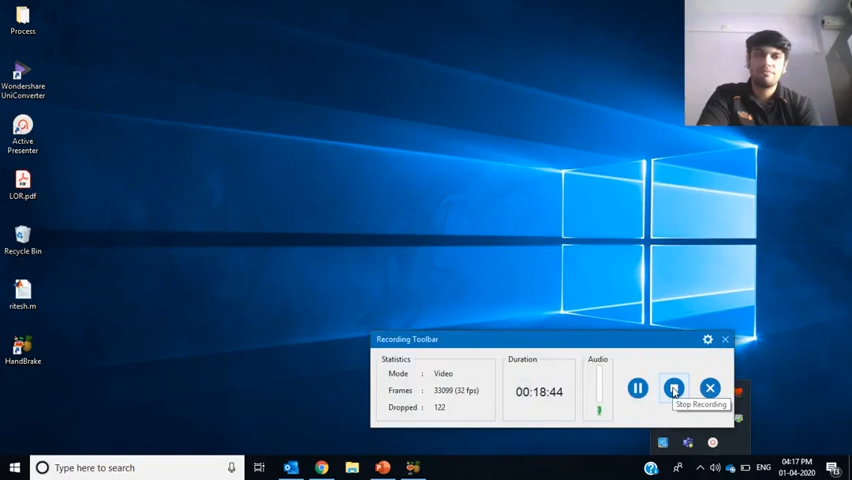 Process
Wondershare
UniConverter
Active
Presenter
LOR.pdf
Recycle Bin
ritesh.m
HandBrake
Recording Toolbar
Statistics
Mode : Video
Frames : 33099 (32 fps)
Dropped : 122
Duration
00:18:44
Audio
Stop Recording
Type here to search
ENG
04:17 PM
01-04-2020
13